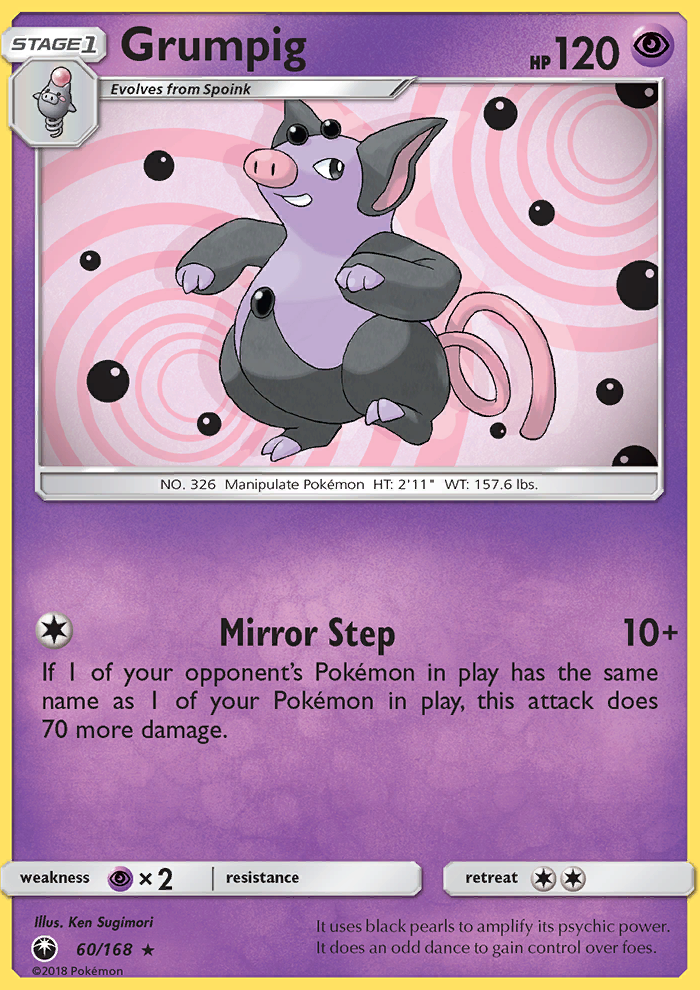 STAGE1 Grumpig HP 120
Evolves from Spoink
NO. 326 Manipulate Pokémon HT: 2'11" WT: 157.6 lbs.
Mirror Step 10+
If 1 of your opponent's Pokémon in play has the same
name as 1 of your Pokémon in play, this attack does
70 more damage.
weakness ×2 resistance retreat
Illus. Ken Sugimori
60/168 ★
©2018 Pokémon
It uses black pearls to amplify its psychic power.
It does an odd dance to gain control over foes.